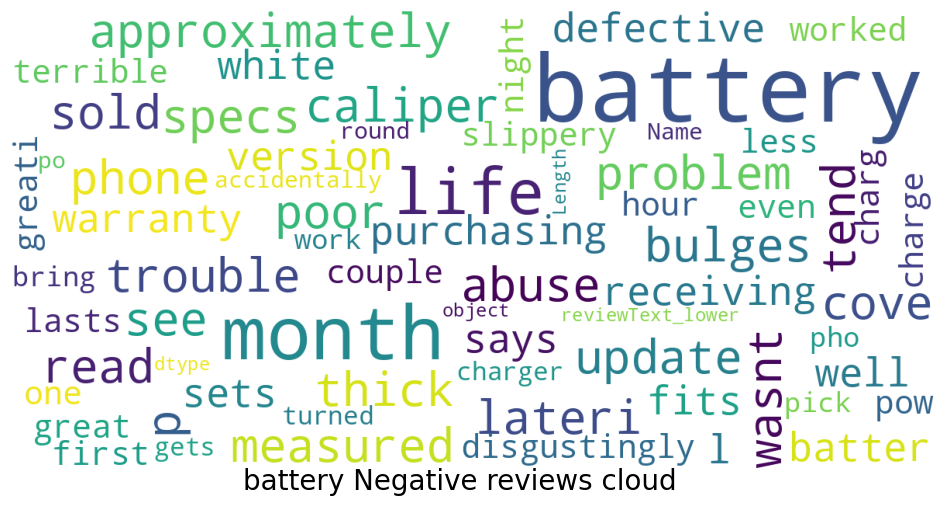 approximately
night
defective
worked
terrible
white
battery
sold
specs
caliper
round
slippery
Name
less
greati
po
phone
version
accidentally
life
Length
problem
tend
charg
charge
warranty
poor
work
purchasing
hour
even
bulges
bring
trouble
couple
abuse
receiving
cove
lasts
see
month
object
reviewText_lower
says
update
wasnt
pho
read
dtype
sets
thick
charger
well
one
p
turned
lateri
fits
pick
pow
great
first
gets
measured
disgustingly
l
batter
battery Negative reviews cloud